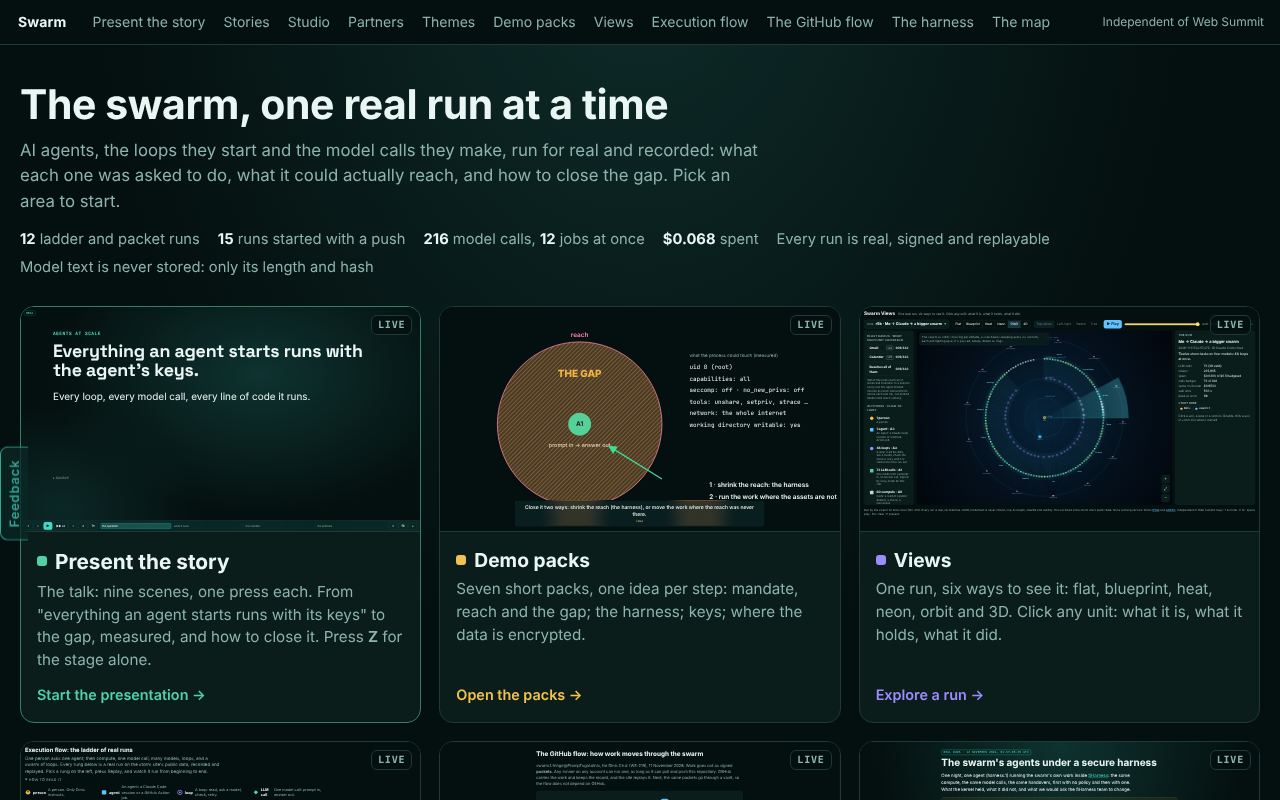 Swarm Present the story Stories Studio Partners Themes Demo packs Views Execution flow The GitHub flow The harness The map Independent of Web Summit
The swarm, one real run at a time
AI agents, the loops they start and the model calls they make, run for real and recorded: what
each one was asked to do, what it could actually reach, and how to close the gap. Pick an
area to start.
12 ladder and packet runs 15 runs started with a push 216 model calls, 12 jobs at once $0.068 spent Every run is real, signed and replayable
Model text is never stored: only its length and hash
LIVE
AGENTS AT SCALE
Everything an agent starts runs with
the agent's keys.
Every loop, every model call, every line of code it runs.
Present the story
The talk: nine scenes, one press each. From
"everything an agent starts runs with its keys" to
the gap, measured, and how to close it. Press Z for
the stage alone.
Start the presentation →
LIVE
reach
THE GAP
A1
prompt in → answer out
what the process could touch (measured)
uid 0 (root)
capabilities: all
seccomp: off · no_new_privs: off
tools: unshare, setpriv, strace …
network: the whole internet
working directory writable: yes
1 · shrink the reach: the harness
2 · run the work where the assets are not
Close it two ways: shrink the reach (the harness), or move the work where the reach was never
there.
Demo packs
Seven short packs, one idea per step: mandate,
reach and the gap; the harness; keys; where the
data is encrypted.
Open the packs →
LIVE
Swarm Views
Play
Views
One run, six ways to see it: flat, blueprint, heat,
neon, orbit and 3D. Click any unit: what it is, what it
holds, what it did.
Explore a run →
Feedback
LIVE
Execution flow: the ladder of real runs
LIVE
The GitHub flow: how work moves through the swarm
LIVE
The swarm's agents under a secure harness